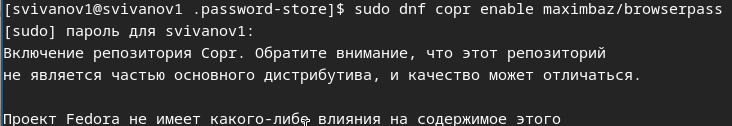 [svivanov1@svivanov1 .password-store]$ sudo dnf copr enable maximbaz/browserpass
[sudo] пароль для svivanov1:
Включение репозитория Copr. Обратите внимание, что этот репозиторий
не является частью основного дистрибутива, и качество может отличаться.
Проект Fedora не имеет какого-либо влияния на содержимое этого